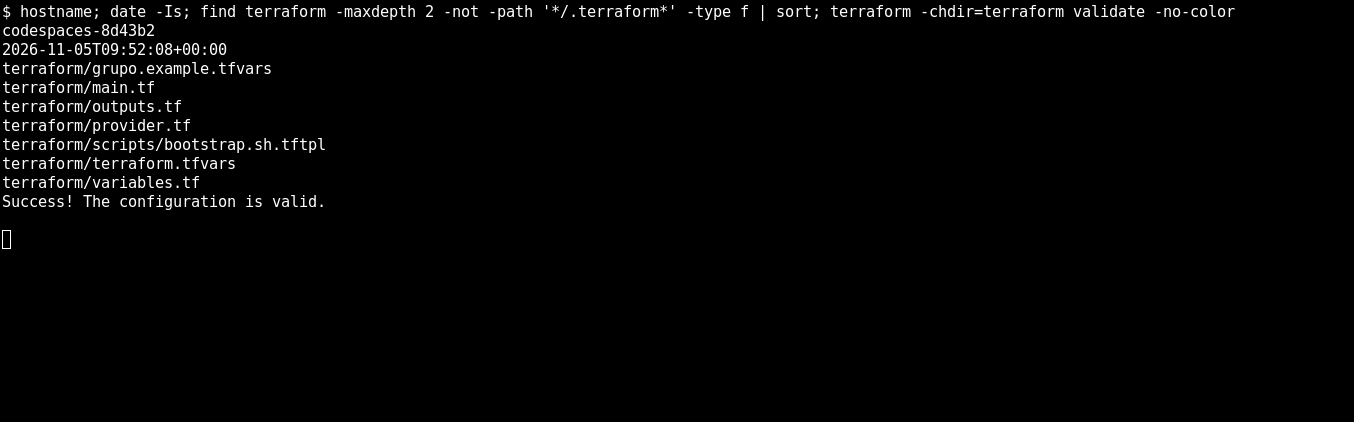 $ hostname; date -Is; find terraform -maxdepth 2 -not -path '*/.terraform*' -type f | sort; terraform -chdir=terraform validate -no-color
codespaces-8d43b2
2026-11-05T09:52:08+00:00
terraform/grupo.example.tfvars
terraform/main.tf
terraform/outputs.tf
terraform/provider.tf
terraform/scripts/bootstrap.sh.tftpl
terraform/terraform.tfvars
terraform/variables.tf
Success! The configuration is valid.